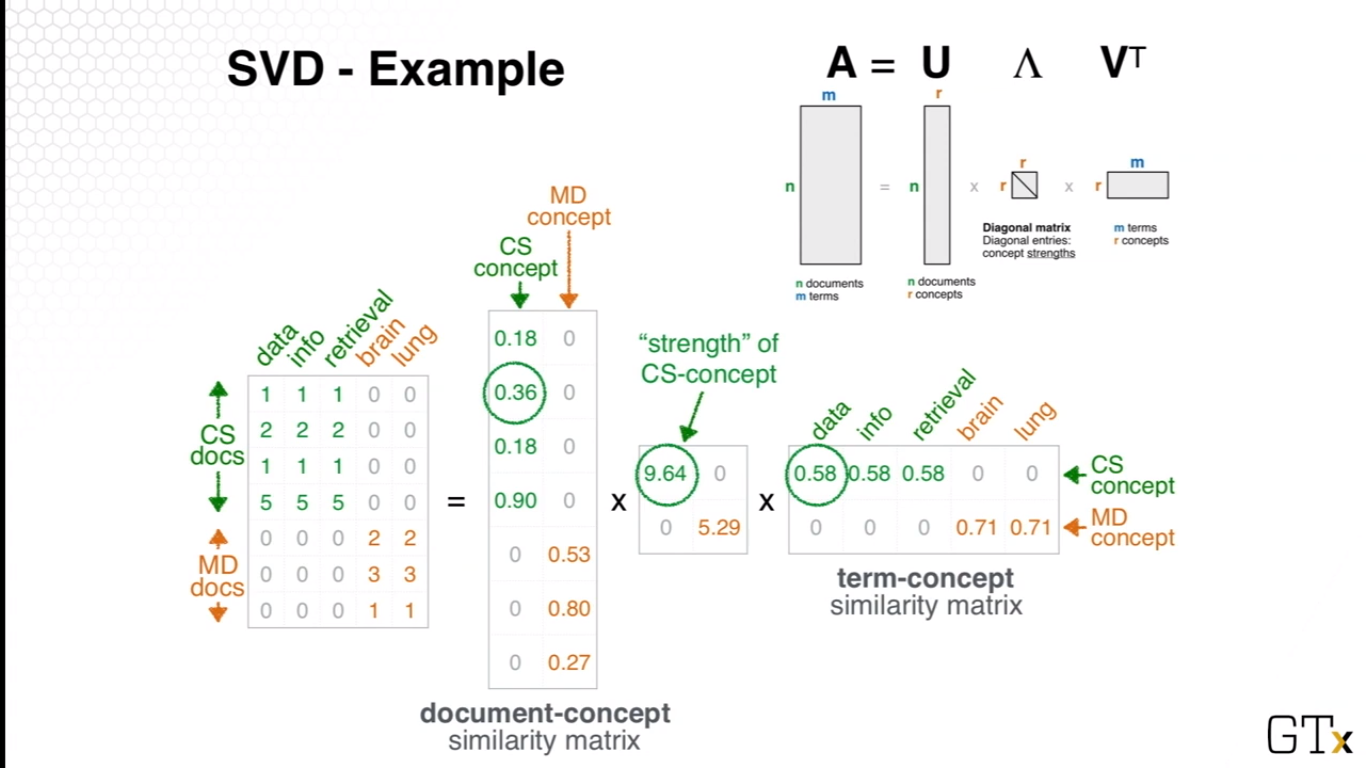 SVD - Example
A = U Λ Vᵀ
m
r
n
=
n
x
r
r
x
r
m
Diagonal matrix
Diagonal entries:
concept strengths
m terms
r concepts
n documents
m terms
n documents
r concepts
MD
concept
CS
concept
data
info
retrieval
brain
lung
CS
docs
MD
docs
1 1 1 0 0
2 2 2 0 0
1 1 1 0 0
5 5 5 0 0
0 0 0 2 2
0 0 0 3 3
0 0 0 1 1
=
0.18 0
0.36 0
0.18 0
0.90 0
0 0.53
0 0.80
0 0.27
document-concept
similarity matrix
x
“strength” of
CS-concept
9.64 0
0 5.29
x
data
info
retrieval
brain
lung
0.58 0.58 0.58 0 0
0 0 0 0.71 0.71
CS
concept
MD
concept
term-concept
similarity matrix
GTx